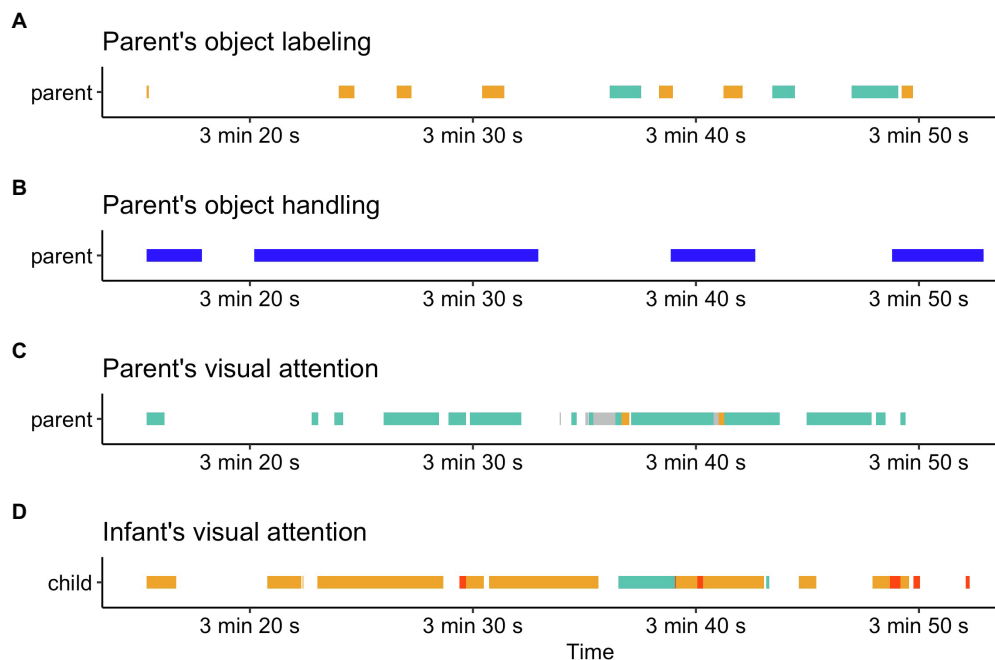 A
Parent's object labeling
parent
3 min 20 s 3 min 30 s 3 min 40 s 3 min 50 s
B
Parent's object handling
parent
3 min 20 s 3 min 30 s 3 min 40 s 3 min 50 s
C
Parent's visual attention
parent
3 min 20 s 3 min 30 s 3 min 40 s 3 min 50 s
D
Infant's visual attention
child
3 min 20 s 3 min 30 s 3 min 40 s 3 min 50 s
Time